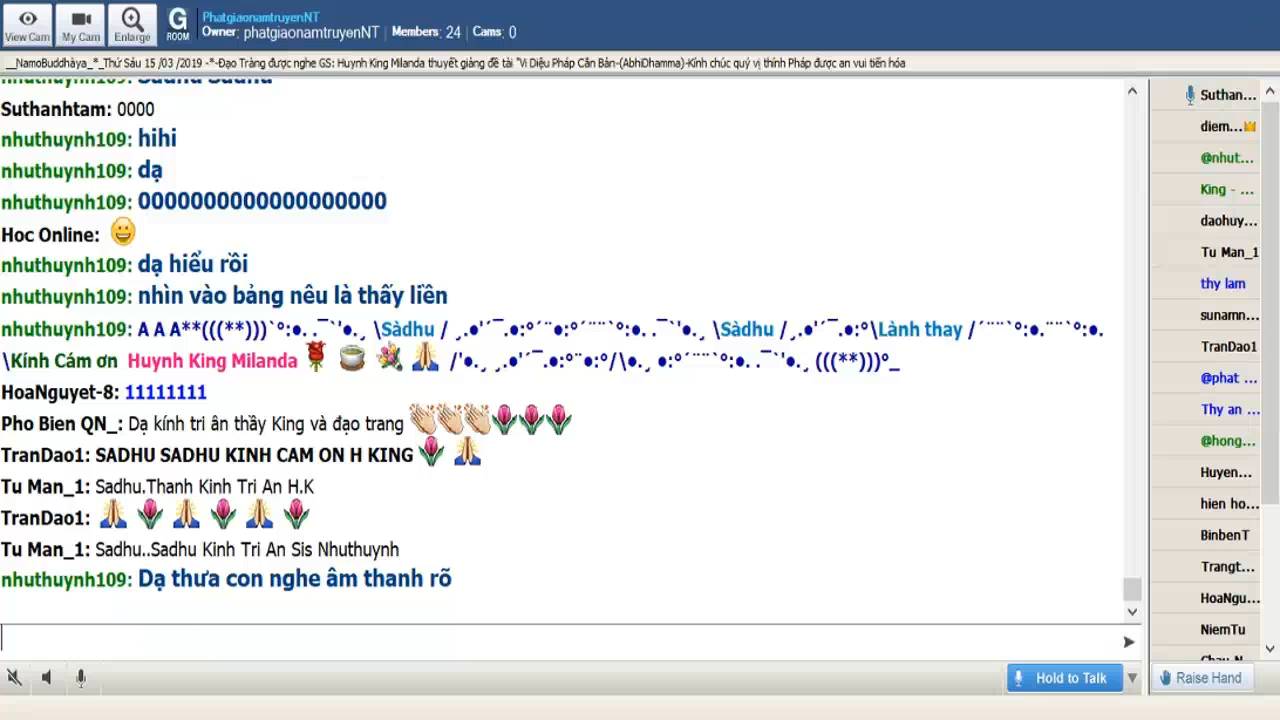 View Cam
My Cam
Enlarge
G
ROOM
PhatgiaonamtruyenNT
Owner: phatgiaonamtruyenNT | Members: 24 | Cams: 0
__NamoBuddhàya_*_Thứ Sáu 15 /03 /2019 -*-Đạo Tràng được nghe GS: Huynh King Milanda thuyết giảng đề tài "Vi Diệu Pháp Căn Bản-(AbhiDhamma)-Kính chúc quý vị thính Pháp được an vui tiến hóa
nhuthuynh109: Sadhu Sadhu
Suthanhtam: 0000
nhuthuynh109: hihi
nhuthuynh109: dạ
nhuthuynh109: 0000000000000000000
Hoc Online:
nhuthuynh109: dạ hiểu rồi
nhuthuynh109: nhìn vào bảng nêu là thấy liền
nhuthuynh109: A A A**(((**)))`°:●. .¯`'●.¸ \Sàdhu / ¸.●'´¯.●:°´¨●:°´¨¨`°:●. .¯`'●.¸ \Sàdhu /¸.●'´¯.●:°\Lành thay /´¨¨`°:●.¨¨`°:●.
\Kính Cám ơn Huynh King Milanda /'●.¸ ¸.●'´¯.●:°¨●:°/\●.¸ ●:°´¨¨`°:●. .¯`'●.¸ (((**)))°_
HoaNguyet-8: 11111111
Pho Bien QN_: Dạ kính tri ân thầy King và đạo trang
TranDao1: SADHU SADHU KINH CAM ON H KING
Tu Man_1: Sadhu.Thanh Kinh Tri An H.K
TranDao1:
Tu Man_1: Sadhu..Sadhu Kinh Tri An Sis Nhuthuynh
nhuthuynh109: Dạ thưa con nghe âm thanh rõ
Hold to Talk
Suthan...
diem...
@nhut...
King - ...
daohuy...
Tu Man_1
thy lam
sunamn...
TranDao1
@phat ...
Thy an ...
@hong...
Huyen...
hien ho...
BinbenT
Trangt...
HoaNgu...
NiemTu
Raise Hand